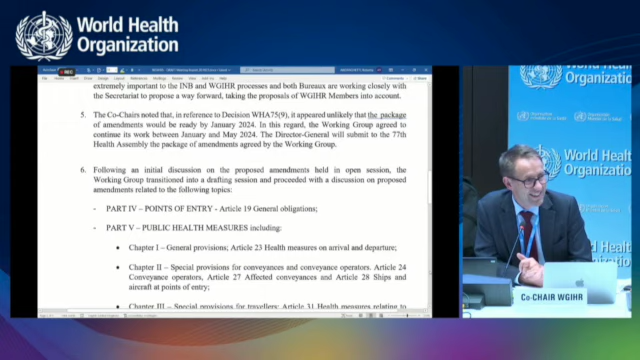 World Health
Organization
extremely important to the INB and WGIHR processes and both Bureaux are working closely with
the Secretariat to propose a way forward, taking the proposals of WGIHR Members into account.
5. The Co-Chairs noted that, in reference to Decision WHA75(9), it appeared unlikely that the package
of amendments would be ready by January 2024. In this regard, the Working Group agreed to
continue its work between January and May 2024. The Director-General will submit to the 77th
Health Assembly the package of amendments agreed by the Working Group.
6. Following an initial discussion on the proposed amendments held in open session, the
Working Group transitioned into a drafting session and proceeded with a discussion on proposed
amendments related to the following topics:
- PART IV – POINTS OF ENTRY - Article 19 General obligations;
- PART V – PUBLIC HEALTH MEASURES including:
• Chapter I – General provisions; Article 23 Health measures on arrival and departure;
• Chapter II – Special provisions for conveyances and conveyance operators. Article 24
Conveyance operators, Article 27 Affected conveyances and Article 28 Ships and
aircraft at points of entry;
• Chapter III – Special provisions for travellers; Article 31 Health measures relating to
World Health
Organization
World Health
Organi
Co-CHAIR WGIHR